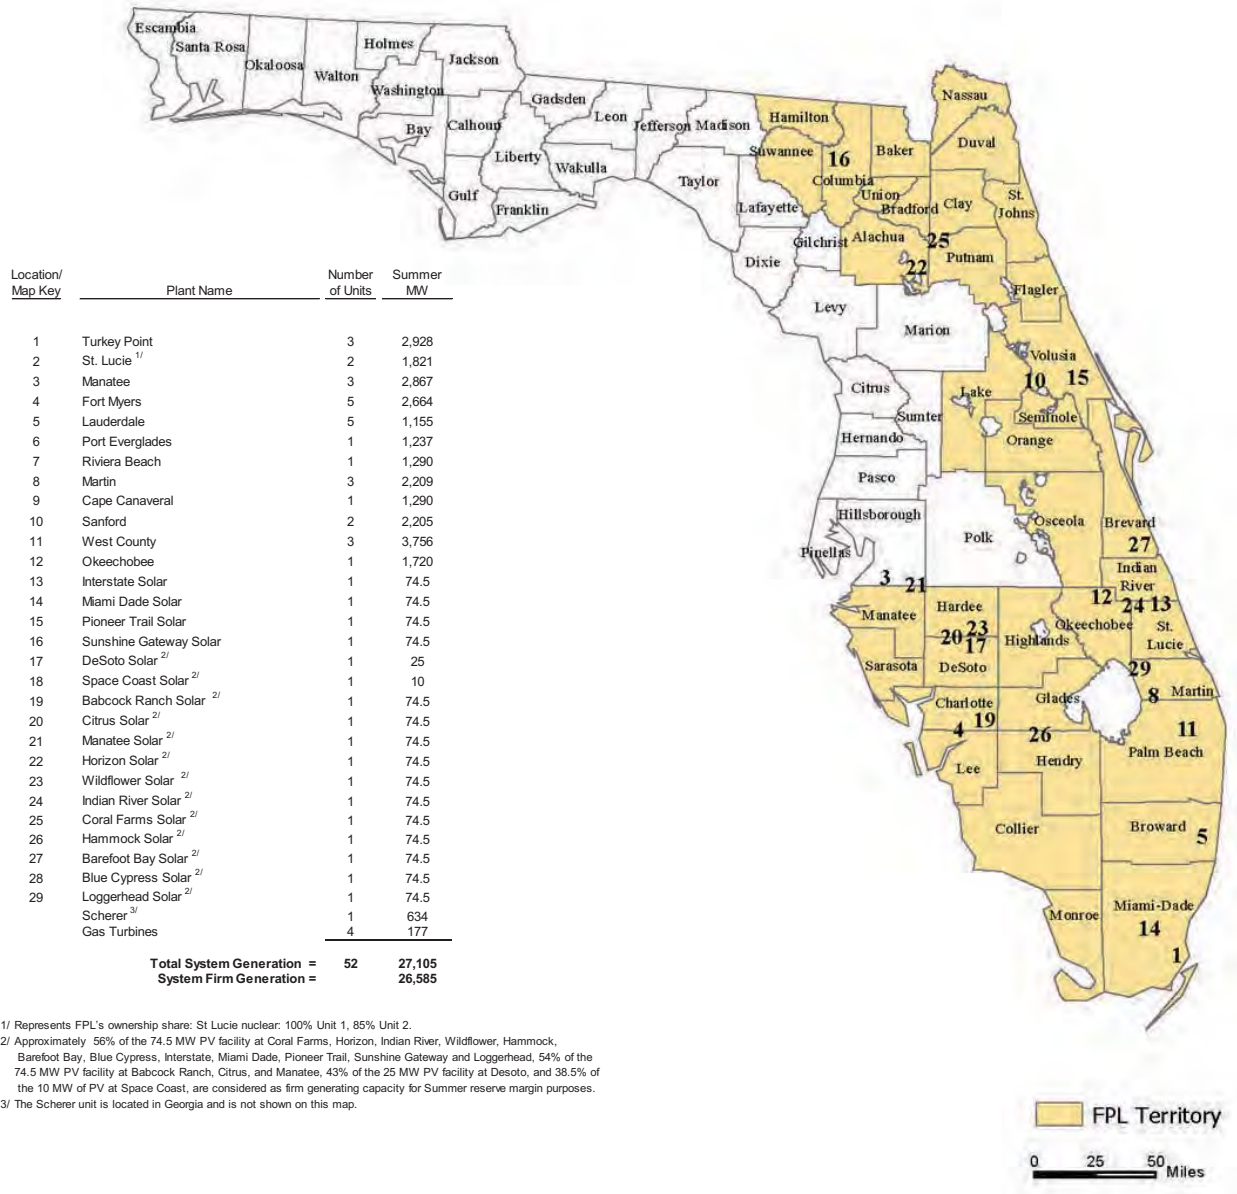 Escambia
Santa Rosa
Okaloosa
Walton
Holmes
Washington
Jackson
Bay
Calhoun
Gulf
Gadsden
Liberty
Franklin
Leon
Wakulla
Jefferson
Madison
Taylor
Hamilton
Suwannee
16
Columbia
Lafayette
Dixie
Gilchrist
Baker
Nassau
Duval
Union
Bradford
Clay
St.
Johns
Alachua
25
22
Putnam
Flagler
Levy
Marion
Volusia
10
15
Citrus
Sumter
Lake
Seminole
Orange
Hernando
Pasco
Hillsborough
Pinellas
Polk
Osceola
Brevard
27
Indian
River
3
21
12
24
13
Manatee
Hardee
23
20
17
Highlands
Okeechobee
St.
Lucie
Sarasota
DeSoto
29
8
Martin
Charlotte
19
4
Glades
26
11
Palm Beach
Lee
Hendry
Collier
Broward
5
Monroe
Miami-Dade
14
1
Location/ Number Summer
Map Key Plant Name of Units MW
1 Turkey Point 3 2,928
2 St. Lucie 1/ 2 1,821
3 Manatee 3 2,867
4 Fort Myers 5 2,664
5 Lauderdale 5 1,155
6 Port Everglades 1 1,237
7 Riviera Beach 1 1,290
8 Martin 3 2,209
9 Cape Canaveral 1 1,290
10 Sanford 2 2,205
11 West County 3 3,756
12 Okeechobee 1 1,720
13 Interstate Solar 1 74.5
14 Miami Dade Solar 1 74.5
15 Pioneer Trail Solar 1 74.5
16 Sunshine Gateway Solar 1 74.5
17 DeSoto Solar 2/ 1 25
18 Space Coast Solar 2/ 1 10
19 Babcock Ranch Solar 2/ 1 74.5
20 Citrus Solar 2/ 1 74.5
21 Manatee Solar 2/ 1 74.5
22 Horizon Solar 2/ 1 74.5
23 Wildflower Solar 2/ 1 74.5
24 Indian River Solar 2/ 1 74.5
25 Coral Farms Solar 2/ 1 74.5
26 Hammock Solar 2/ 1 74.5
27 Barefoot Bay Solar 2/ 1 74.5
28 Blue Cypress Solar 2/ 1 74.5
29 Loggerhead Solar 2/ 1 74.5
Scherer 3/ 1 634
Gas Turbines 4 177
Total System Generation = 52 27,105
System Firm Generation = 26,585
1/ Represents FPL's ownership share: St Lucie nuclear: 100% Unit 1, 85% Unit 2.
2/ Approximately 56% of the 74.5 MW PV facility at Coral Farms, Horizon, Indian River, Wildflower, Hammock,
Barefoot Bay, Blue Cypress, Interstate, Miami Dade, Pioneer Trail, Sunshine Gateway and Loggerhead, 54% of the
74.5 MW PV facility at Babcock Ranch, Citrus, and Manatee, 43% of the 25 MW PV facility at Desoto, and 38.5% of
the 10 MW of PV at Space Coast, are considered as firm generating capacity for Summer reserve margin purposes.
3/ The Scherer unit is located in Georgia and is not shown on this map.
FPL Territory
0 25 50 Miles